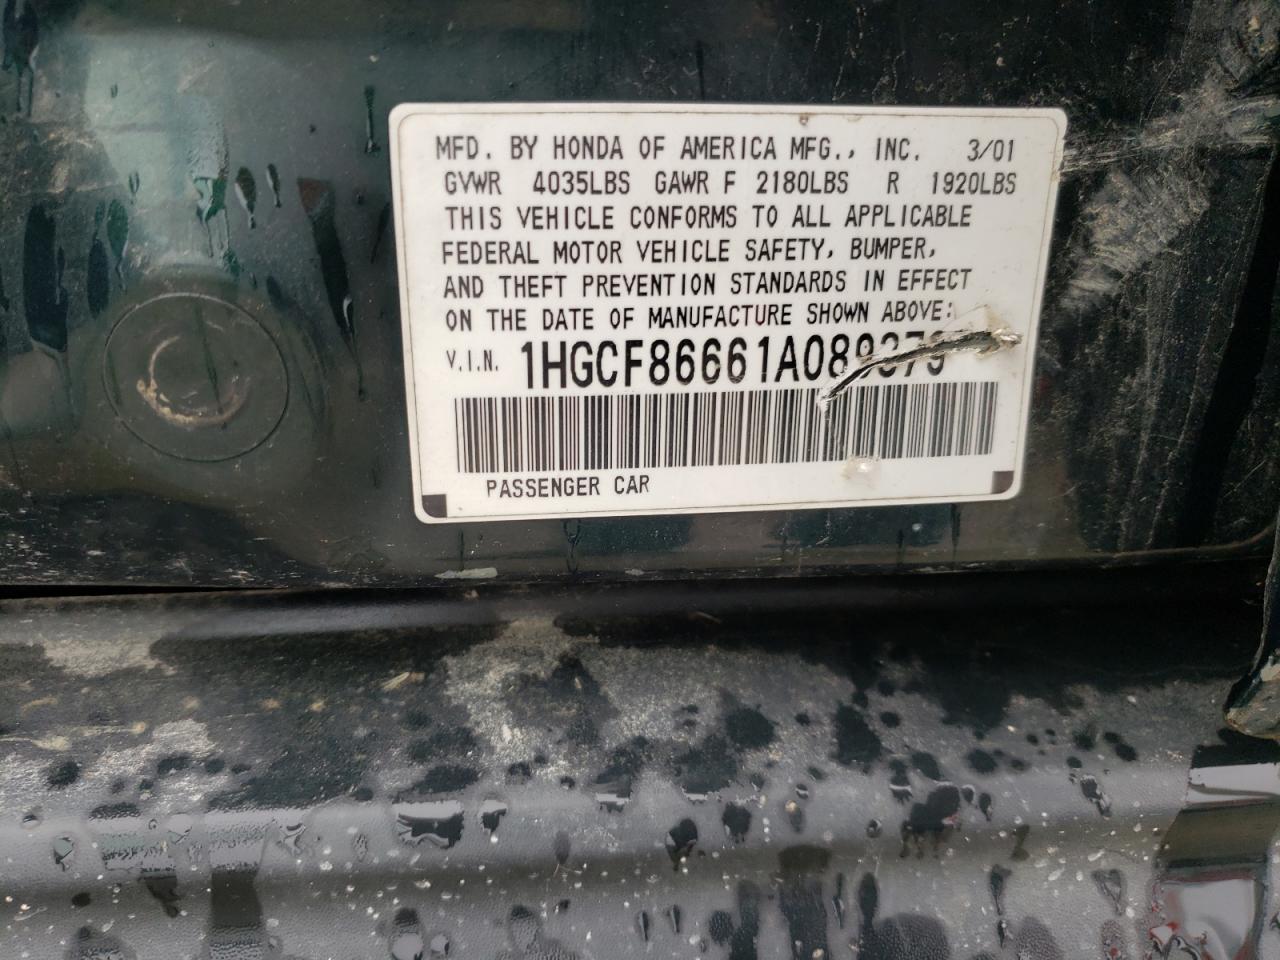 MFD. BY HONDA OF AMERICA MFG., INC. 3/01
GVWR 4035LBS GAWR F 2180LBS R 1920LBS
THIS VEHICLE CONFORMS TO ALL APPLICABLE
FEDERAL MOTOR VEHICLE SAFETY, BUMPER,
AND THEFT PREVENTION STANDARDS IN EFFECT
ON THE DATE OF MANUFACTURE SHOWN ABOVE:
V.I.N.
PASSENGER CAR